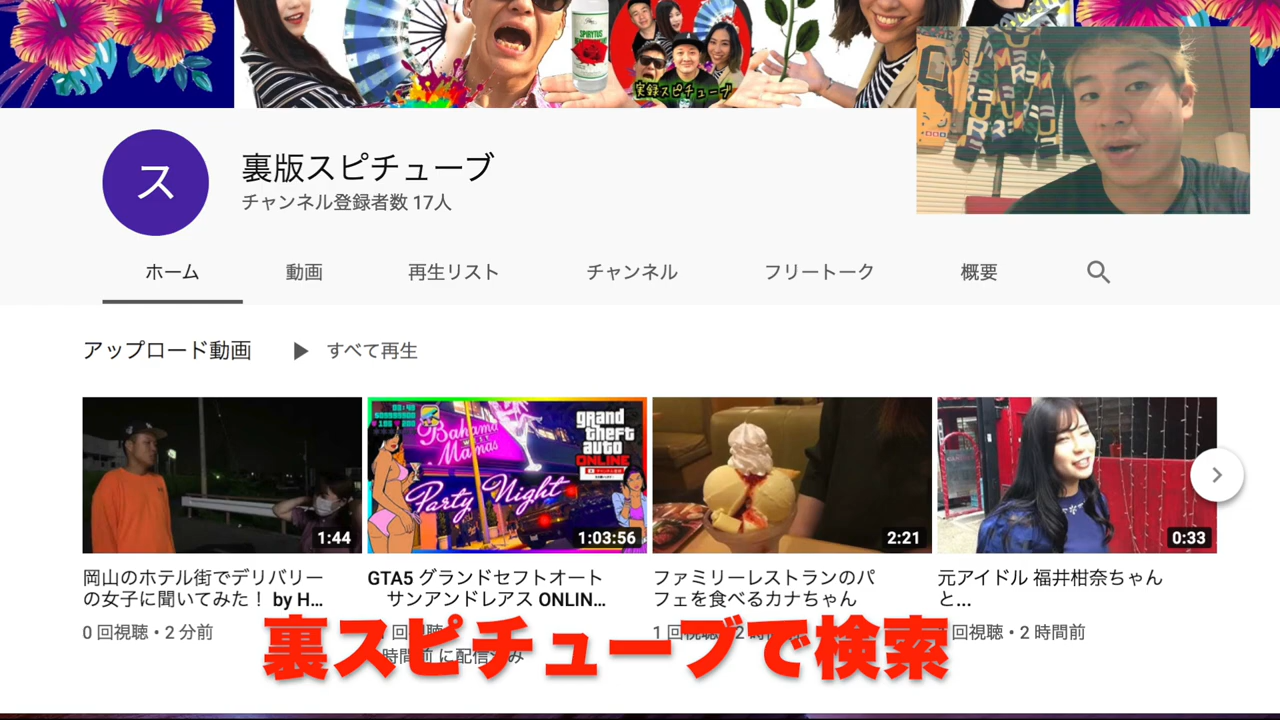 SPIRYTUS
実録スピチューブ
ス
裏版スピチューブ
チャンネル登録者数 17人
ホーム
動画
再生リスト
チャンネル
フリートーク
概要
アップロード動画
すべて再生
Bahama
Mamas
Party Night
grand
theft
auto
ONLINE
1:44
1:03:56
2:21
0:33
岡山のホテル街でデリバリー
の女子に聞いてみた！ by H...
0 回視聴・2 分前
GTA5 グランドセフトオート
サンアンドレアス ONLIN...
ファミリーレストランのパ
フェを食べるカナちゃん
元アイドル 福井柑奈ちゃん
と...
回視聴・2 時間前
裏スピチューブで検索